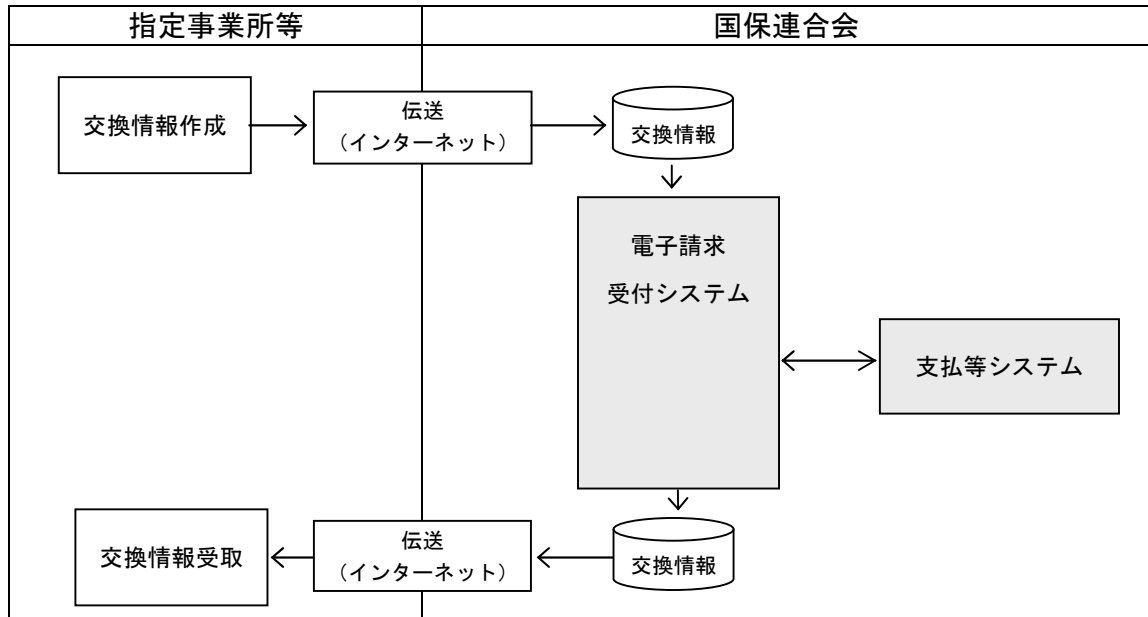 指定事業所等
国保連合会
交換情報作成
伝送
（インターネット）
交換情報
電子請求
受付システム
支払等システム
交換情報受取
伝送
（インターネット）
交換情報